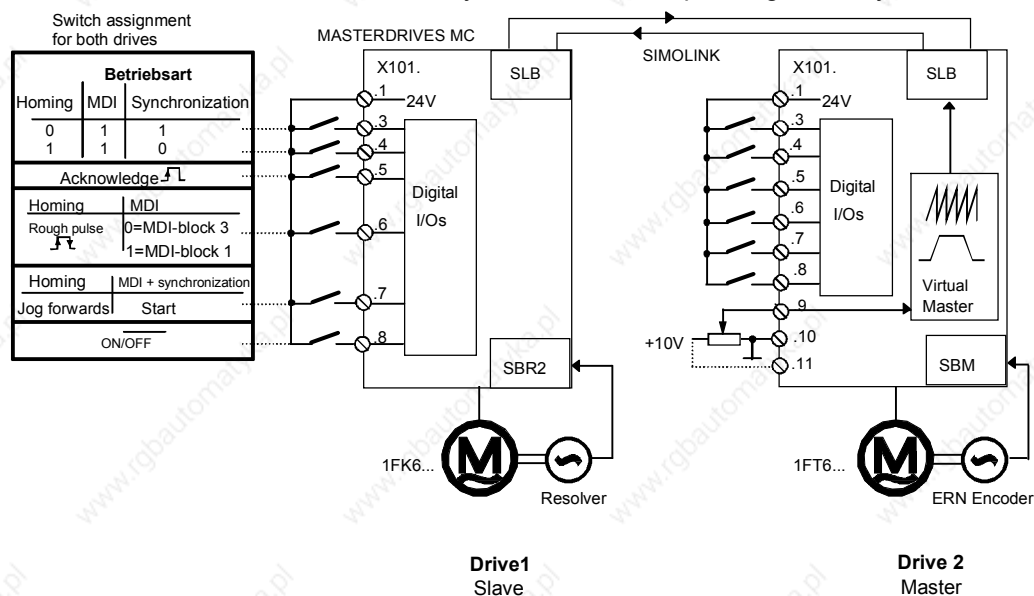 Switch assignment
for both drives
Betriebsart
Homing MDI Synchronization
0 1 1
1 1 0
Acknowledge
Homing MDI
Rough pulse 0=MDI-block 3
1=MDI-block 1
Homing MDI + synchronization
Jog forwards Start
ON/OFF
MASTERDRIVES MC
X101.
SLB
.1
24V
.3
.4
.5
.6
.7
.8
Digital
I/Os
SBR2
1FK6...
M
Resolver
Drive1
Slave
SIMOLINK
X101.
SLB
.1
24V
.3
.4
.5
.6
.7
.8
.9
.10
.11
+10V
Digital
I/Os
Virtual
Master
SBM
1FT6...
M
ERN Encoder
Drive 2
Master
www.rgbautomatyka.pl